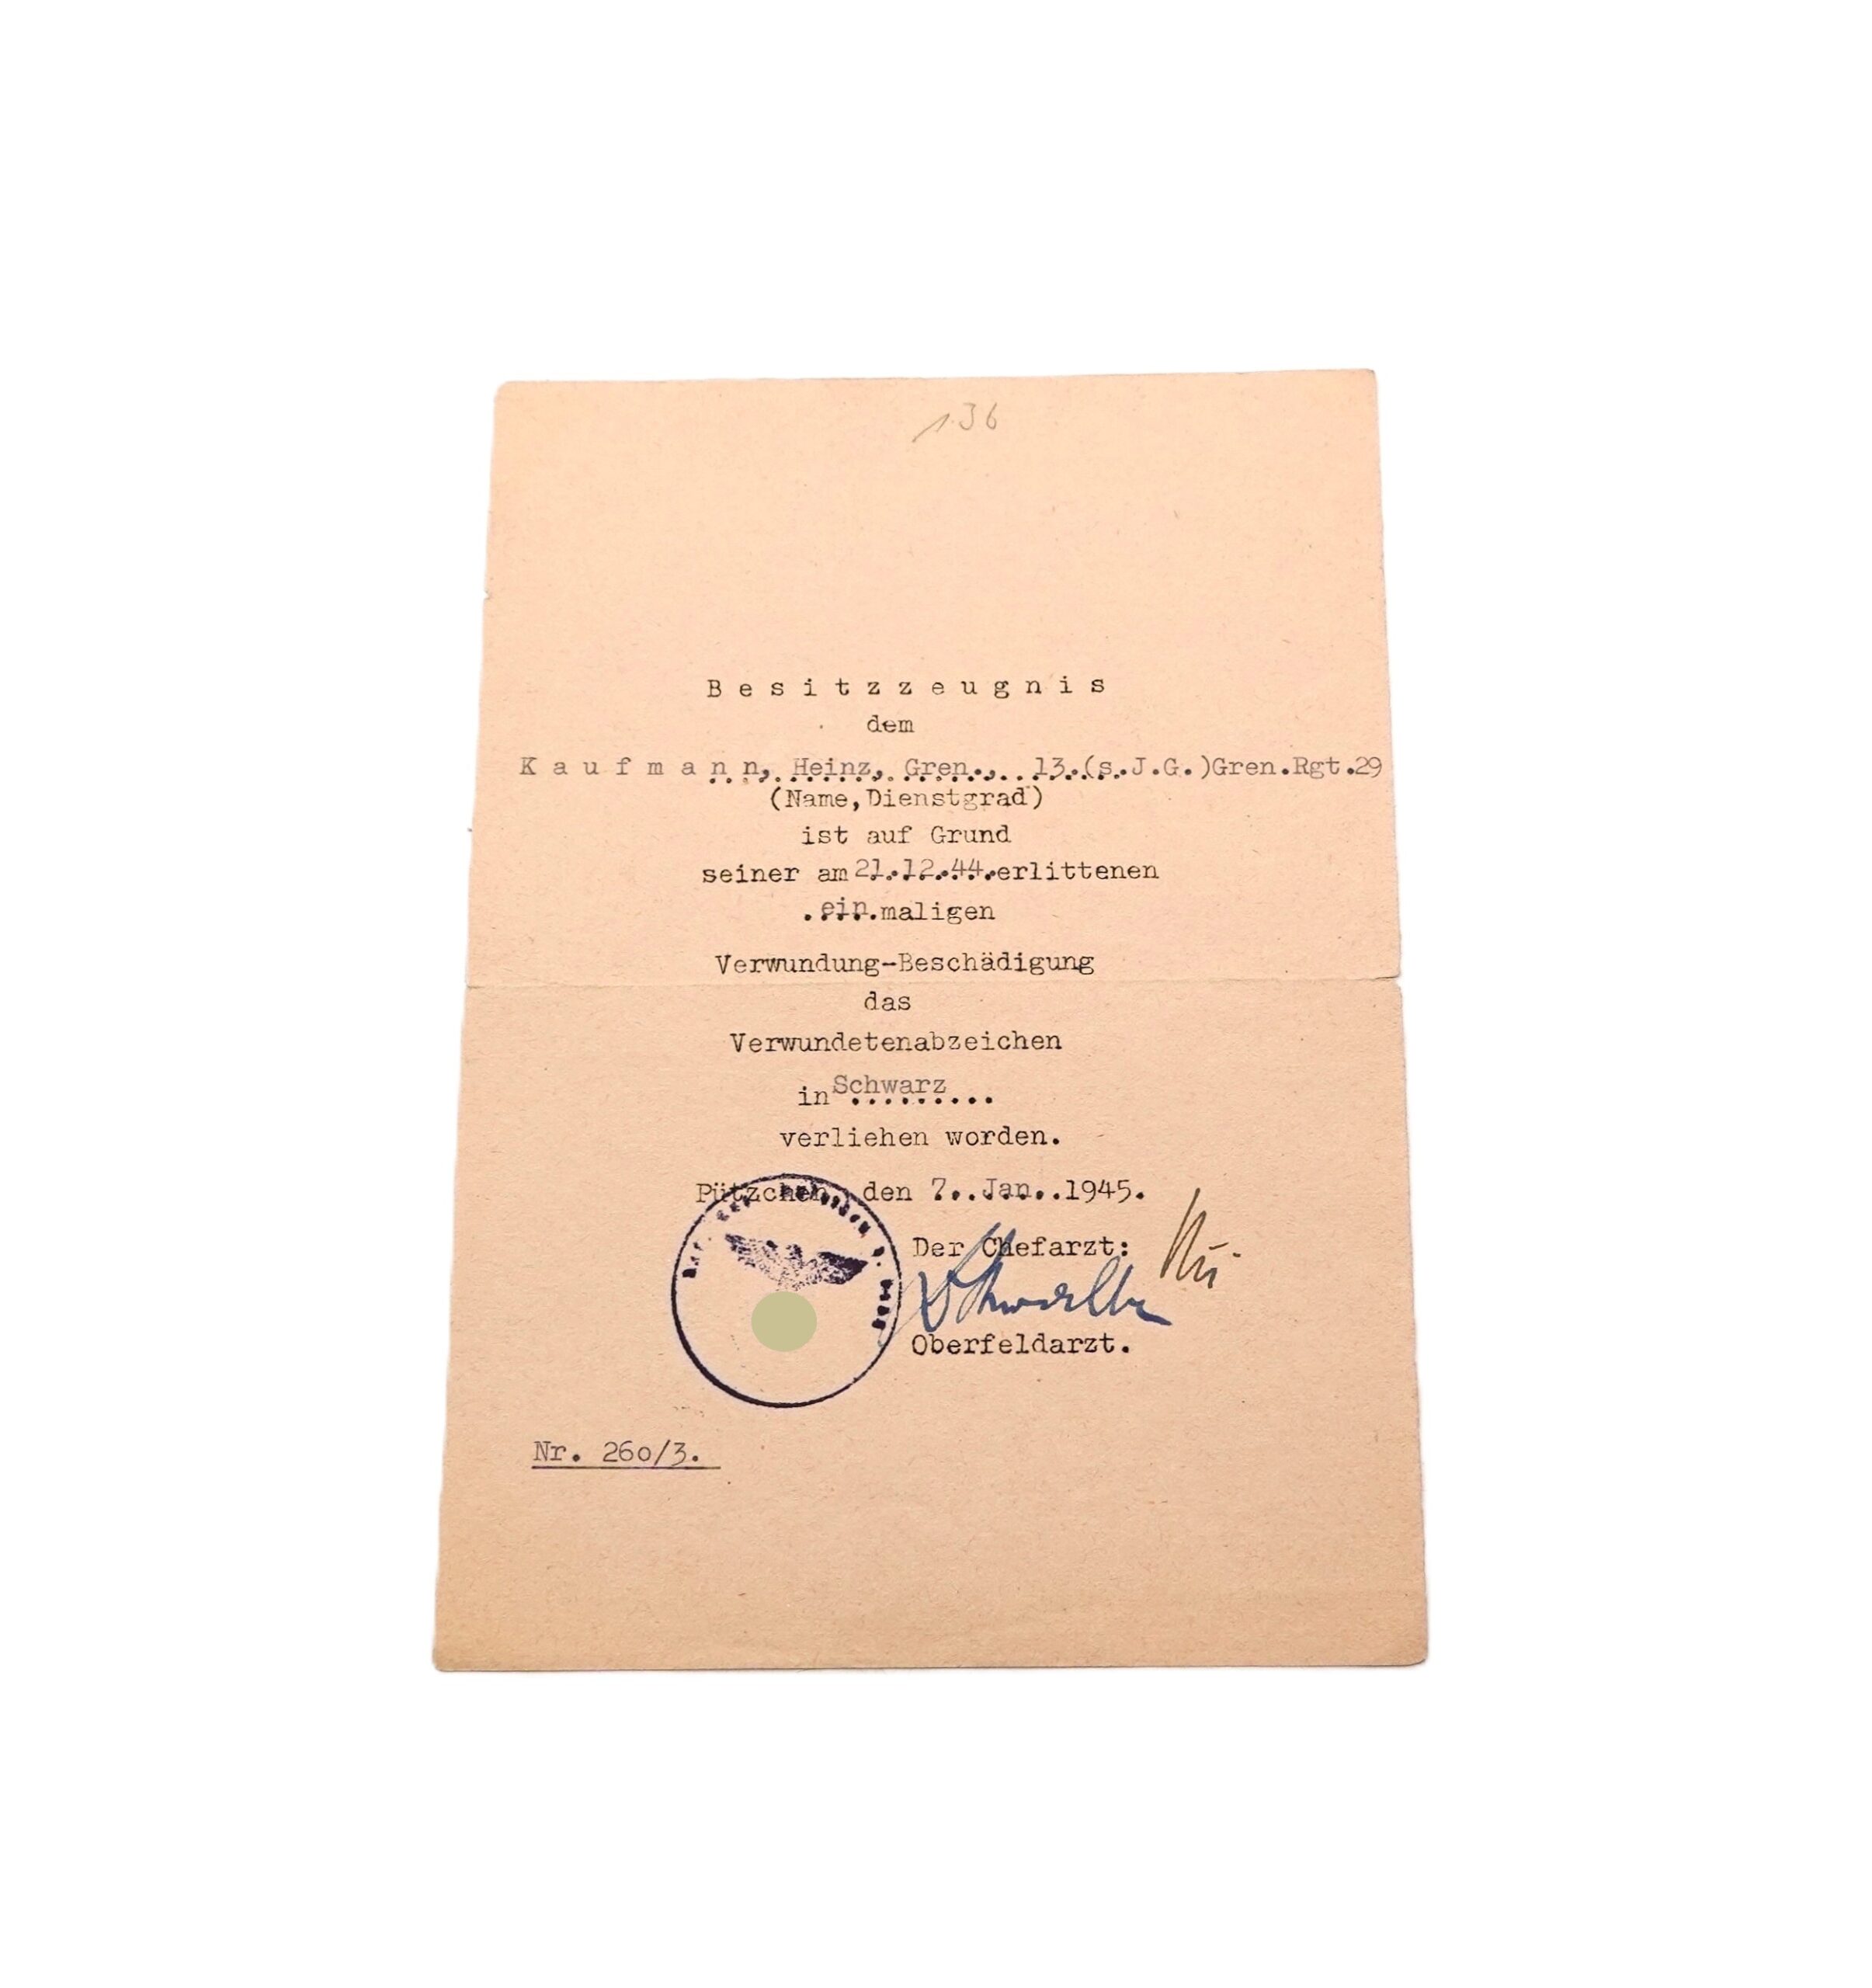 136
B e s i t z z e u g n i s
dem
K a u f m a n n, Heinz, Gren., 13.(s.J.G.)Gren.Rgt.29
(Name,Dienstgrad)
ist auf Grund
seiner am 21.12.44.erlittenen
.ein.maligen
Verwundung-Beschädigung
das
Verwundetenabzeichen
in Schwarz...
verliehen worden.
Pützchen, den 7..Jan..1945.
Der Chefarzt:
Oberfeldarzt.
Nr. 260/3.